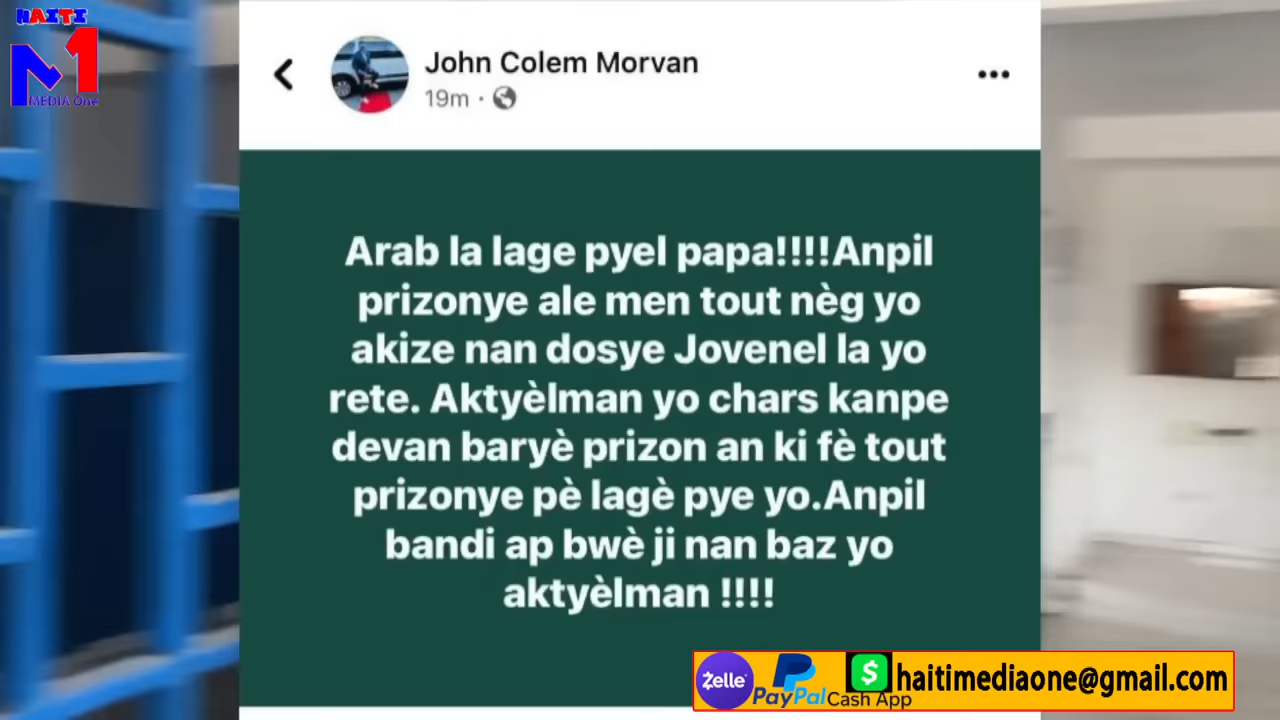 HAITI
M1
MEDIA One
John Colem Morvan
19m ·
Arab la lage pyel papa!!!!Anpil
prizonye ale men tout nèg yo
akize nan dosye Jovenel la yo
rete. Aktyèlman yo chars kanpe
devan baryè prizon an ki fè tout
prizonye pè lagè pye yo.Anpil
bandi ap bwè ji nan baz yo
aktyèlman !!!!
Zelle PayPal $ Cash App haitimediaone@gmail.com